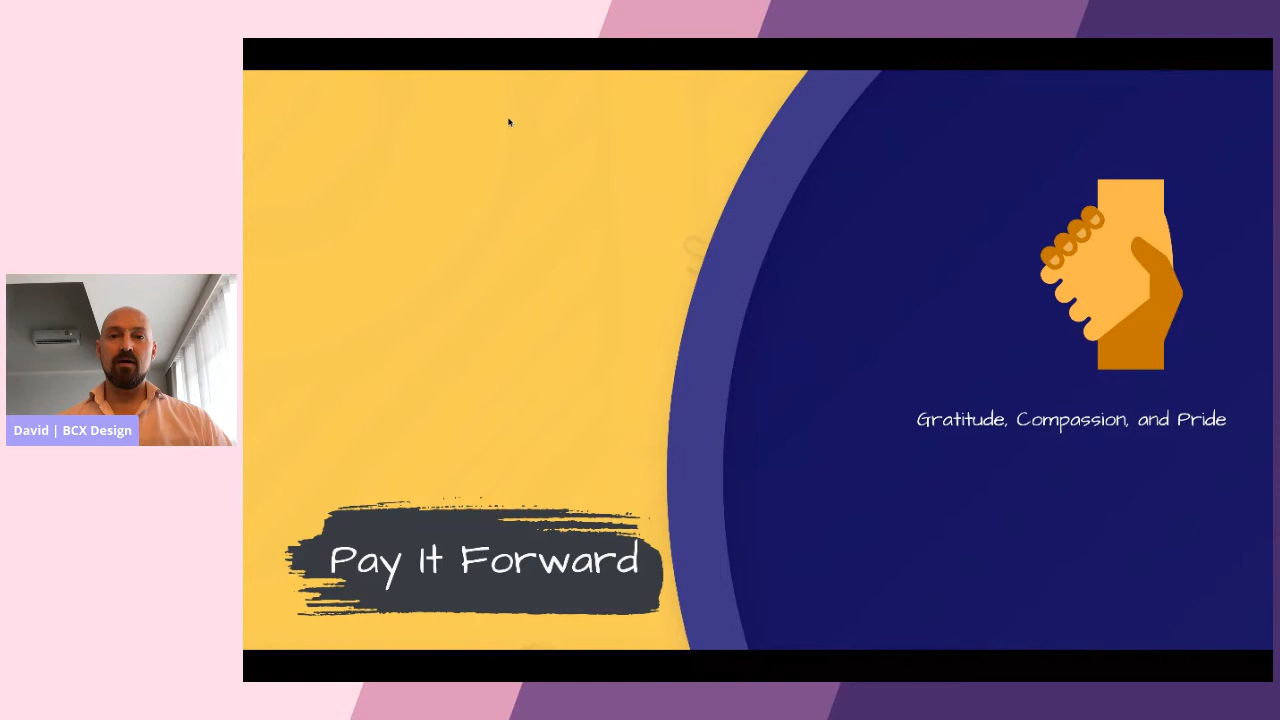 David | BCX Design
Gratitude, Compassion, and Pride
Pay It Forward